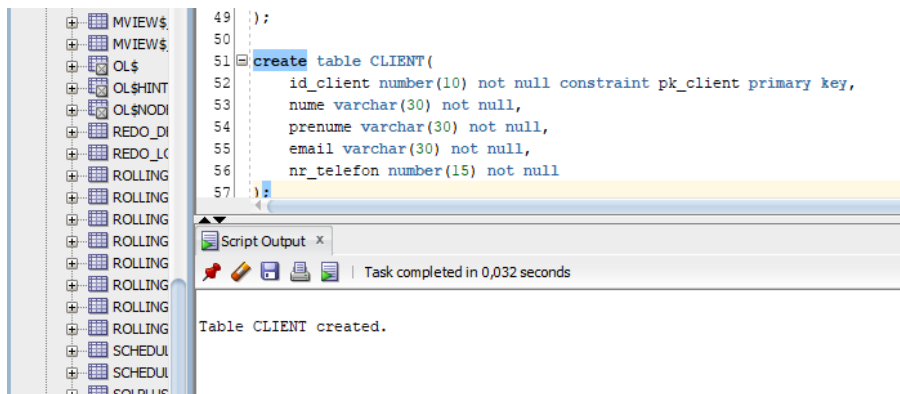 MVIEW$_
MVIEW$_
OL$
OL$HINT
OL$NODE
REDO_DI
REDO_LO
ROLLING
ROLLING
ROLLING
ROLLING
ROLLING
ROLLING
ROLLING
ROLLING
SCHEDUL
SCHEDUL
SQLPLUS
49 );
50
51 create table CLIENT(
52 id_client number(10) not null constraint pk_client primary key,
53 nume varchar(30) not null,
54 prenume varchar(30) not null,
55 email varchar(30) not null,
56 nr_telefon number(15) not null
57 );
Script Output x
Task completed in 0,032 seconds
Table CLIENT created.